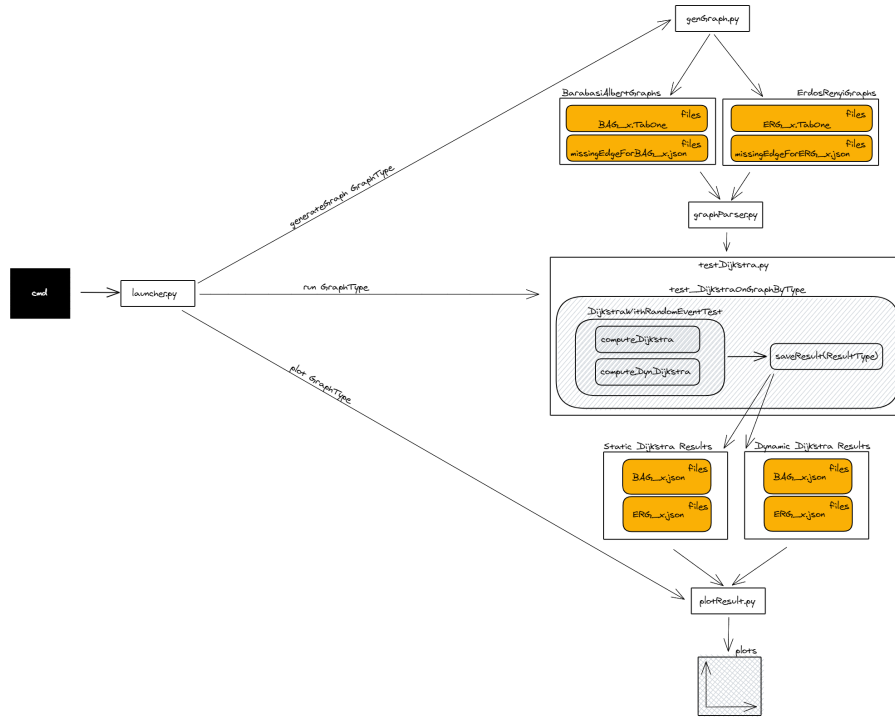 genGraph.py
BarabasiAlbertGraphs
ErdosRenyiGraphs
files
BAG_x.TabOne
files
missingEdgeForBAG_x.json
files
ERG_x.TabOne
files
missingEdgeForERG_x.json
generateGraph GraphType
graphParser.py
cmd
launcher.py
run GraphType
testDijkstra.py
test_DijkstraOnGraphByType
DijkstraWithRandomEventTest
computeDijkstra
computeDynDijkstra
saveResult(ResultType)
plot GraphType
Static Dijkstra Results
Dynamic Dijkstra Results
files
BAG_x.json
files
ERG_x.json
files
BAG_x.json
files
ERG_x.json
plotResult.py
plots